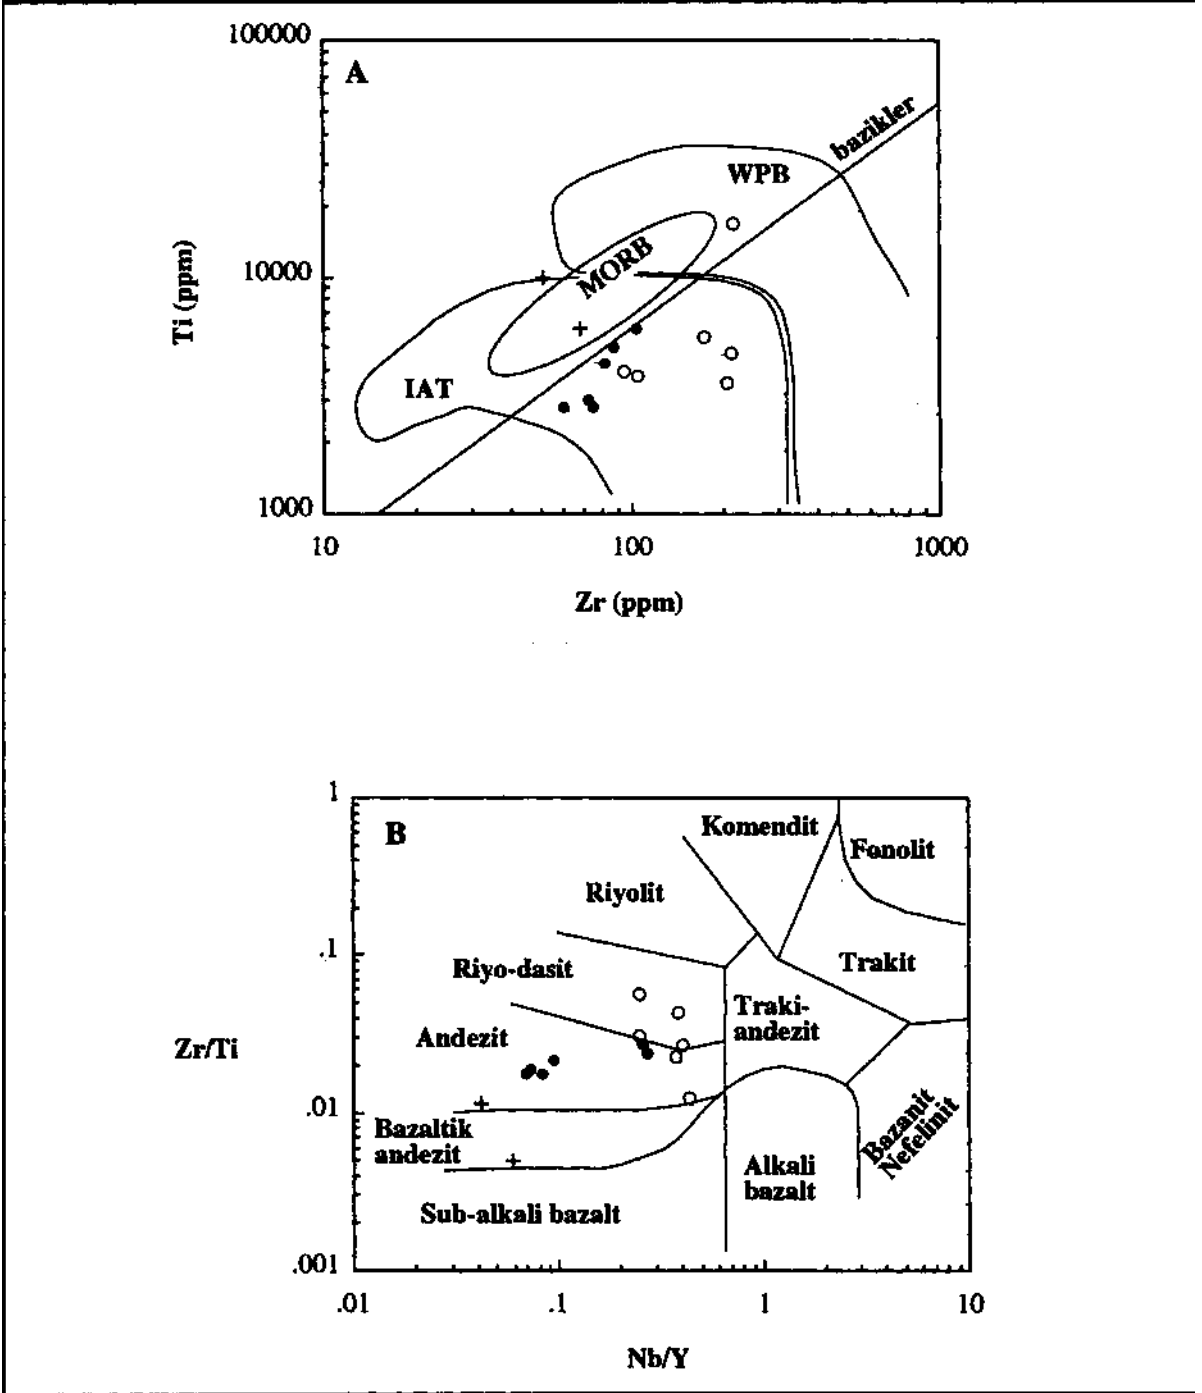 100000
A
bazikler
WPB
Ti (ppm)
10000
MORB
IAT
1000
10
100
1000
Zr (ppm)
1
B
Komendit
Fonolit
Riyolit
.1
Riyo-dasit
Trakit
Traki-
andezit
Andezit
Zr/Ti
.01
Bazaltik
andezit
Bazanit
Nefelinit
Alkali
bazalt
Sub-alkali bazalt
.001
.01
.1
1
10
Nb/Y